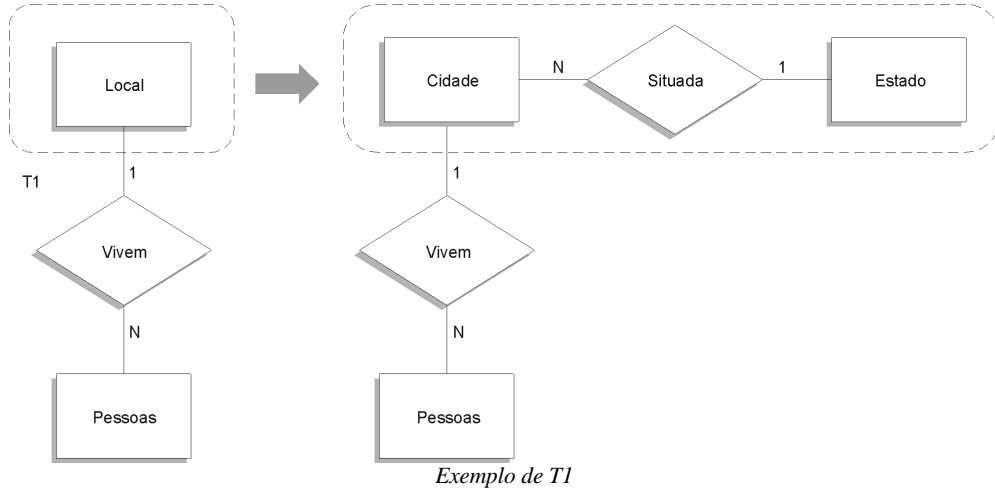 Local
Cidade
N
Situada
1
Estado
T1
1
1
Vivem
Vivem
N
N
Pessoas
Pessoas
Exemplo de T1